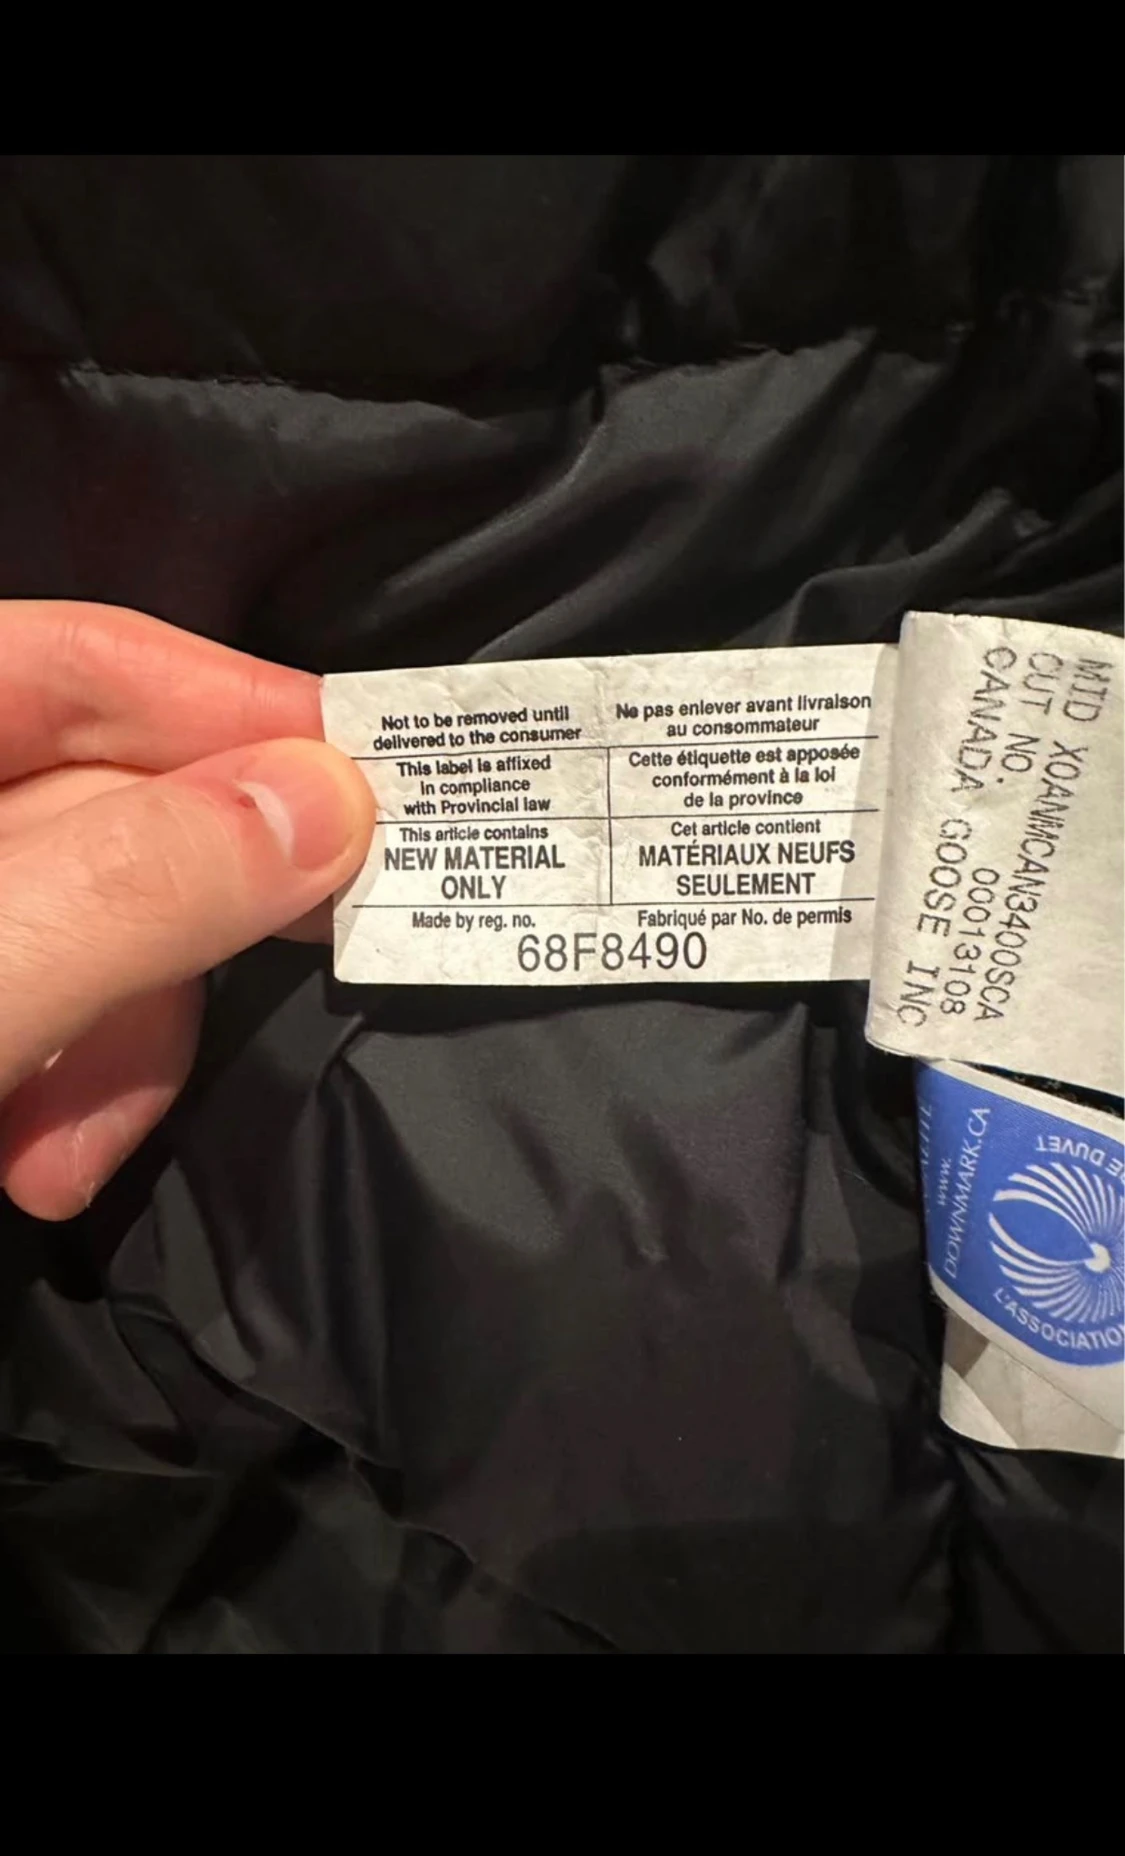 Not to be removed until
delivered to the consumer
This label is affixed
in compliance
with Provincial law
This article contains
NEW MATERIAL
ONLY
Made by reg. no.
Ne pas enlever avant livraison
au consommateur
Cette étiquette est apposée
conformément à la loi
de la province
Cet article contient
MATÉRIAUX NEUFS
SEULEMENT
Fabriqué par No. de permis
68F8490
MID XOANMCAN3400SCA
CUT NO. 00013108
CANADA GOOSE INC
www.
DOWNMARK.CA
DUVET
L'ASSOCIATIO